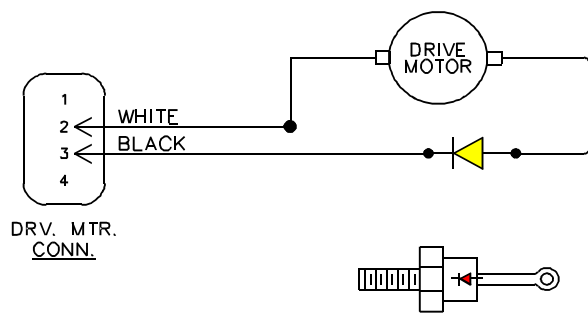 DRIVE
MOTOR
1
2
3
4
WHITE
BLACK
DRV. MTR.
CONN.